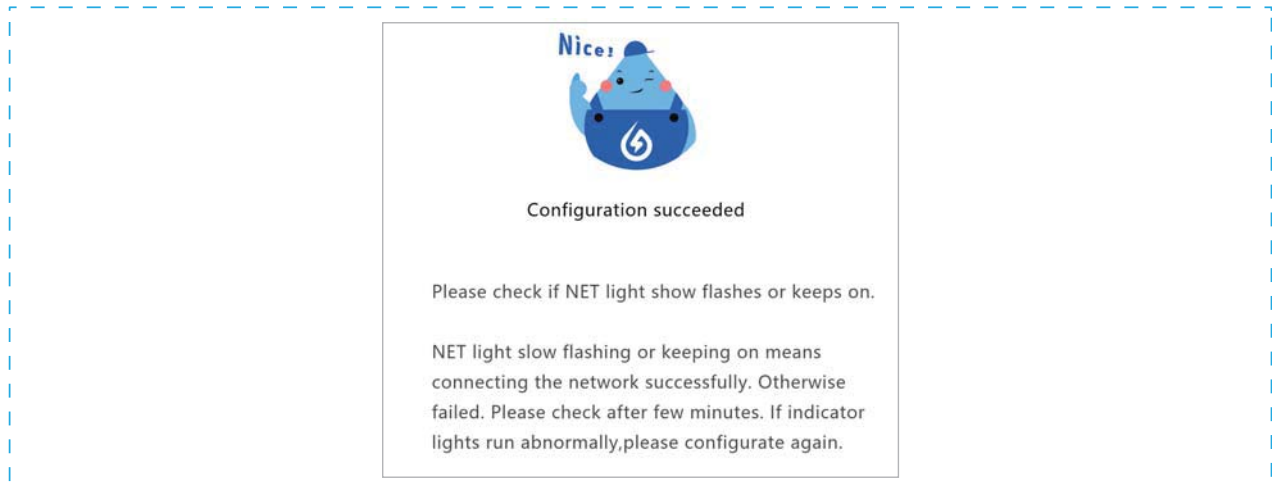 Nice!
Configuration succeeded
Please check if NET light show flashes or keeps on.
NET light slow flashing or keeping on means
connecting the network successfully. Otherwise
failed. Please check after few minutes. If indicator
lights run abnormally,please configurate again.